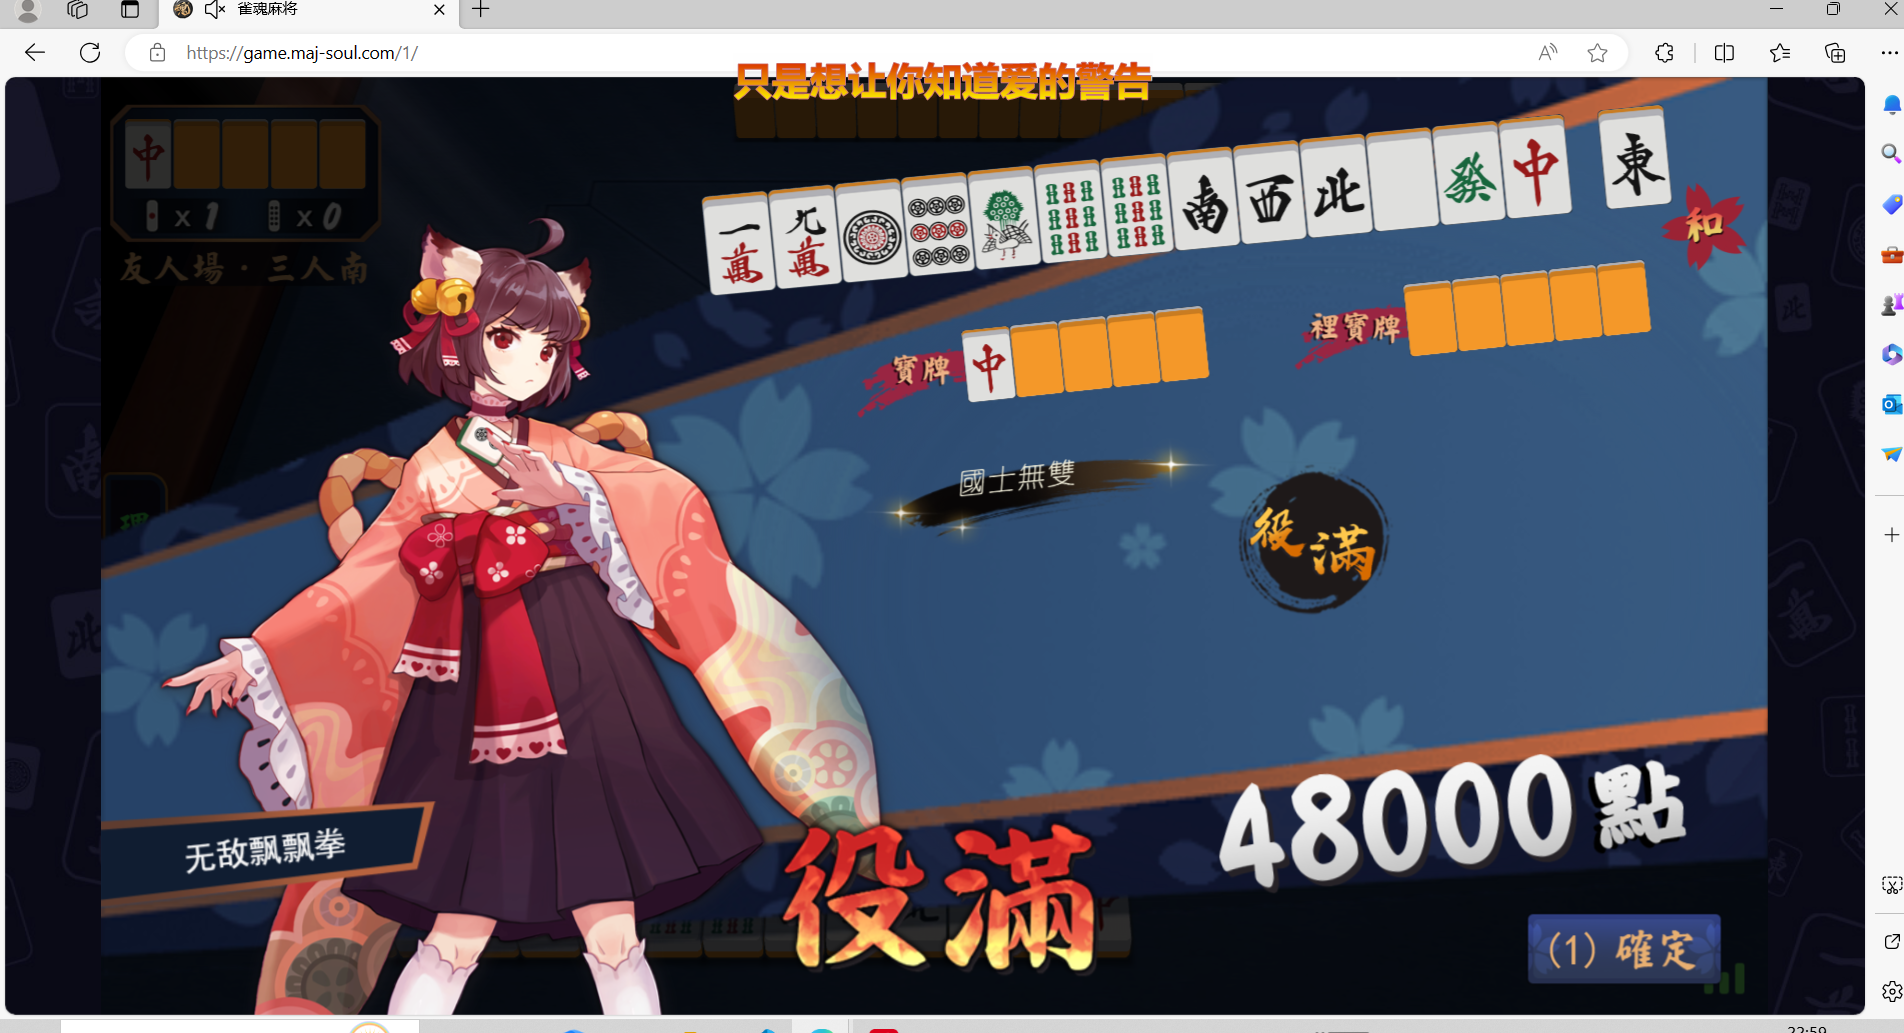 雀魂麻将
https://game.maj-soul.com/1/
只是想让你知道爱的警告
中
x 1
x 0
友人場·三人南
一萬
九萬
南
西
北
發
中
東
和
寶牌
中
裡寶牌
國士無雙
役滿
无敌飘飘拳
役滿
48000點
(1) 確定
22:59